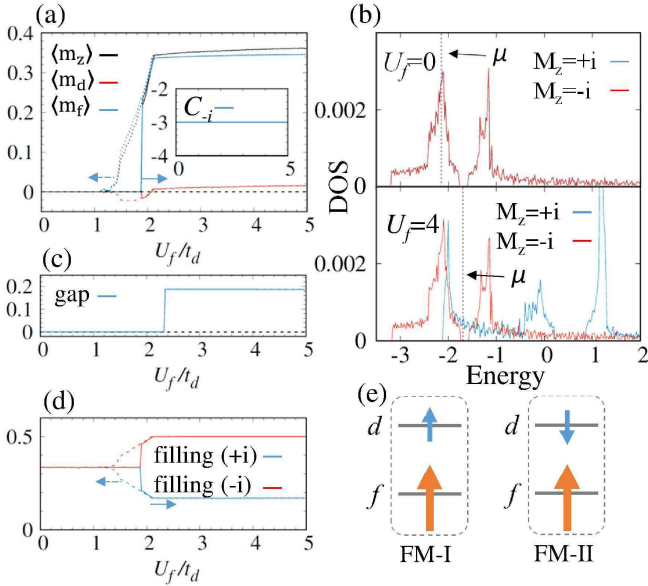 (a)
⟨m_z⟩
⟨m_d⟩
⟨m_f⟩
0.4
0.3
0.2
0.1
0
C_{-i}
-2
-3
-4
0 5
0 1 2 3 4 5
U_f/t_d
(c)
gap
0.2
0.1
0
0 1 2 3 4 5
U_f/t_d
(d)
0.5
0
filling (+i)
filling (-i)
0 1 2 3 4 5
U_f/t_d
(b)
U_f=0
μ
M_z=+i
M_z=-i
0.002
DOS
U_f=4
μ
M_z=+i
M_z=-i
0.002
-3 -2 -1 0 1 2
Energy
(e)
d d
f f
FM-I FM-II